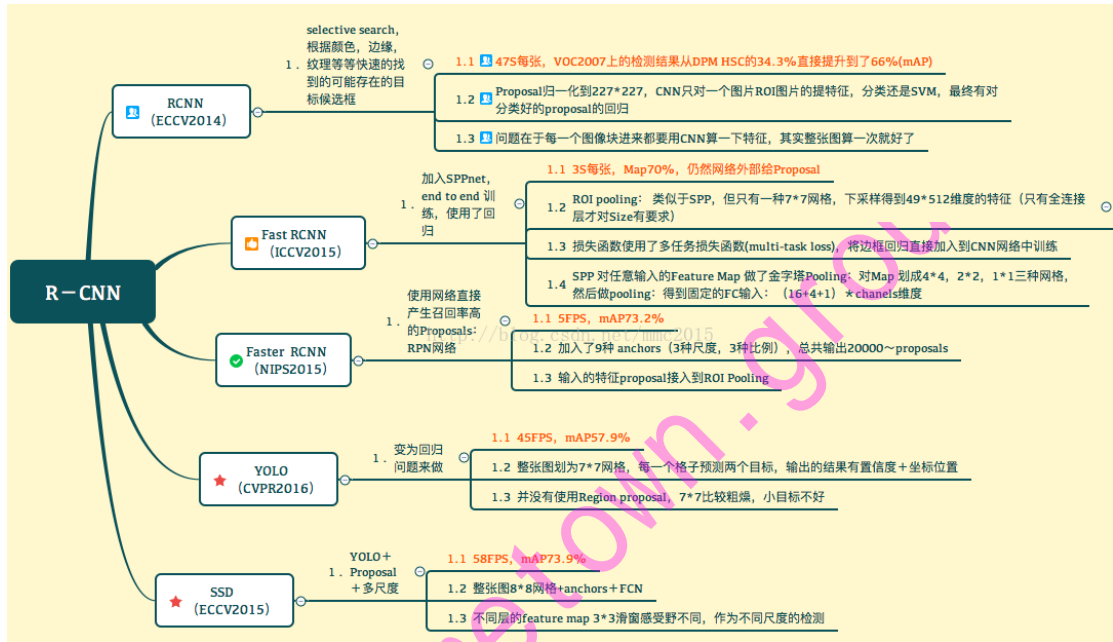 R－CNN
RCNN
（ECCV2014）
1．
selective search，
根据颜色，边缘，
纹理等等快速的找
到的可能存在的目
标候选框
1.1 47S每张，VOC2007上的检测结果从DPM HSC的34.3%直接提升到了66%(mAP)
1.2 Proposal归一化到227*227，CNN只对一个图片ROI图片的提特征，分类还是SVM，最终有对
分类好的proposal的回归
1.3 问题在于每一个图像块进来都要用CNN算一下特征，其实整张图算一次就好了
Fast RCNN
（ICCV2015）
1．
加入SPPnet，
end to end 训
练，使用了回
归
1.1 3S每张，Map70%，仍然网络外部给Proposal
1.2 ROI pooling： 类似于SPP，但只有一种7*7网格，下采样得到49*512维度的特征（只有全连接
层才对Size有要求）
1.3 损失函数使用了多任务损失函数(multi-task loss)，将边框回归直接加入到CNN网络中训练
1.4 SPP 对任意输入的Feature Map 做了金字塔Pooling：对Map 划成4*4，2*2，1*1三种网格，
然后做pooling：得到固定的FC输入：（16+4+1）＊chanels维度
Faster RCNN
（NIPS2015）
1．
使用网络直接
产生召回率高
的Proposals：
RPN网络
1.1 5FPS，mAP73.2%
1.2 加入了9种 anchors（3种尺度，3种比例），总共输出20000～proposals
1.3 输入的特征proposal接入到ROI Pooling
YOLO
（CVPR2016）
1．
变为回归
问题来做
1.1 45FPS，mAP57.9%
1.2 整张图划为7*7网格，每一个格子预测两个目标，输出的结果有置信度＋坐标位置
1.3 并没有使用Region proposal，7*7比较粗燥，小目标不好
SSD
（ECCV2015）
1．
YOLO＋
Proposal
＋多尺度
1.1 58FPS，mAP73.9%
1.2 整张图8*8网格+anchors＋FCN
1.3 不同层的feature map 3*3滑窗感受野不同，作为不同尺度的检测
http://blog.csdn.net/mmc2015
etown.grou